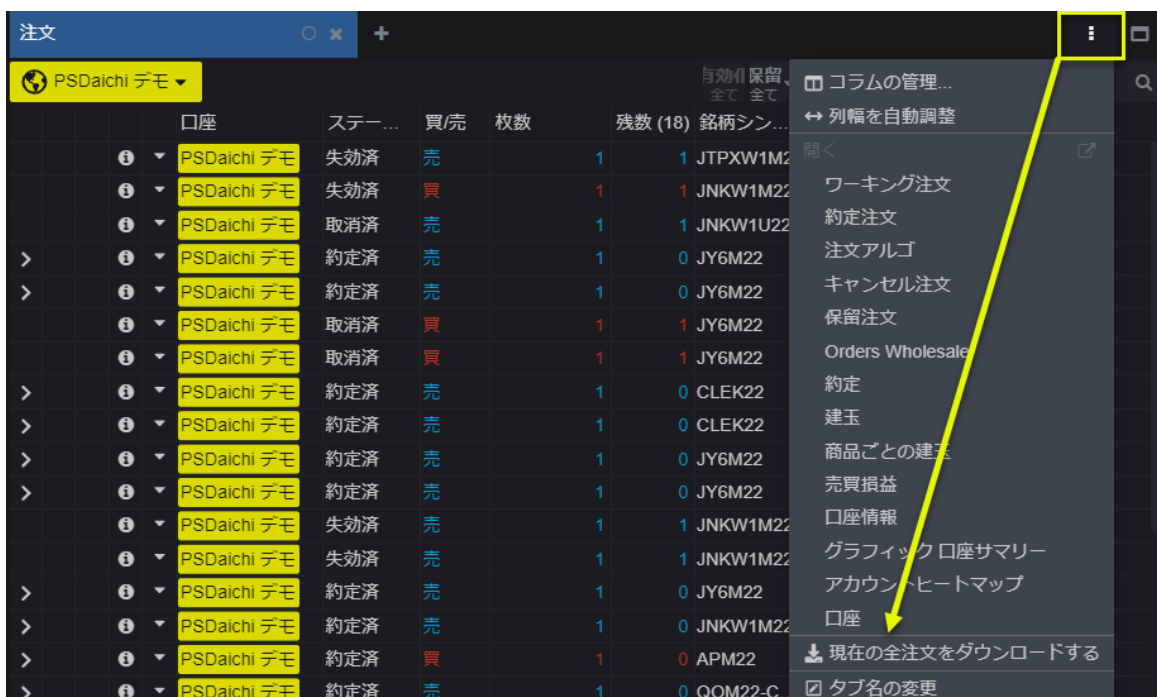 注文
PSDaichi デモ
保留
全て 全て
口座 ステー... 買/売 枚数 残数 (18) 銘柄シン...
PSDaichi デモ 失効済 売 1 1 JTPXW1M2
PSDaichi デモ 失効済 買 1 1 JNKW1M22
PSDaichi デモ 取消済 売 1 1 JNKW1U22
PSDaichi デモ 約定済 売 1 0 JY6M22
PSDaichi デモ 約定済 売 1 0 JY6M22
PSDaichi デモ 取消済 買 1 1 JY6M22
PSDaichi デモ 取消済 買 1 1 JY6M22
PSDaichi デモ 約定済 売 1 0 CLEK22
PSDaichi デモ 約定済 売 1 0 CLEK22
PSDaichi デモ 約定済 売 1 0 JY6M22
PSDaichi デモ 約定済 売 1 0 JY6M22
PSDaichi デモ 失効済 売 1 1 JNKW1M22
PSDaichi デモ 失効済 売 1 1 JNKW1M22
PSDaichi デモ 約定済 売 1 0 JY6M22
PSDaichi デモ 約定済 売 1 0 JNKW1M22
PSDaichi デモ 約定済 買 1 0 APM22
PSDaichi デモ 約定済 売 1 0 QOM22-C
コラムの管理...
列幅を自動調整
開く
ワーキング注文
約定注文
注文アルゴ
キャンセル注文
保留注文
Orders Wholesale
約定
建玉
商品ごとの建玉
売買損益
口座情報
グラフィック 口座サマリー
アカウントヒートマップ
口座
現在の全注文をダウンロードする
タブ名の変更